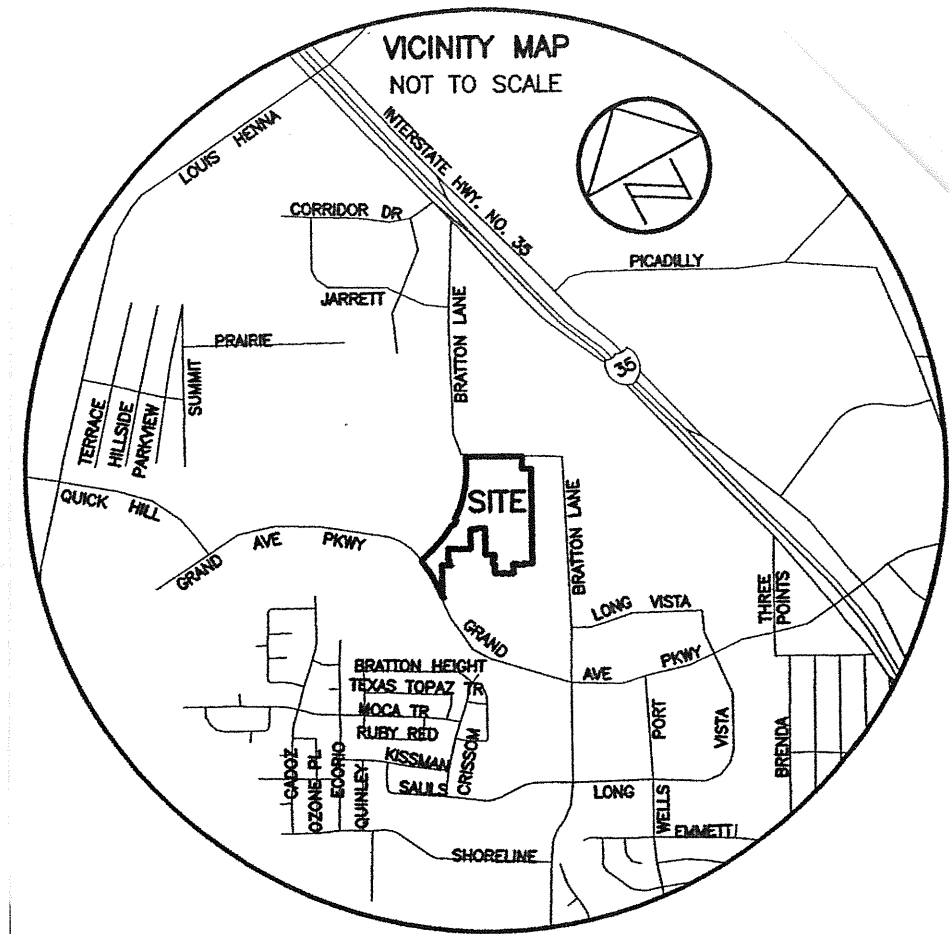 VICINITY MAP
NOT TO SCALE
LOUIS HENNA
INTERSTATE HWY. NO. 35
N
CORRIDOR DR
PICADILLY
JARRETT
BRATTON LANE
PRAIRIE
35
SUMMIT
TERRACE
HILLSIDE
PARKVIEW
SITE
QUICK HILL
GRAND AVE PKWY
BRATTON LANE
THREE
POINTS
LONG VISTA
GRAND AVE PKWY
BRATTON HEIGHT
TEXAS TOPAZ TR
MOCA TR
RUBY RED
KISSMAN
SAULS
CRISSOM
PORT WELLS
LONG VISTA
BRENDA
CADOZ
OZONE PL
ECORIO
QUINLEY
EMMETT
SHORELINE